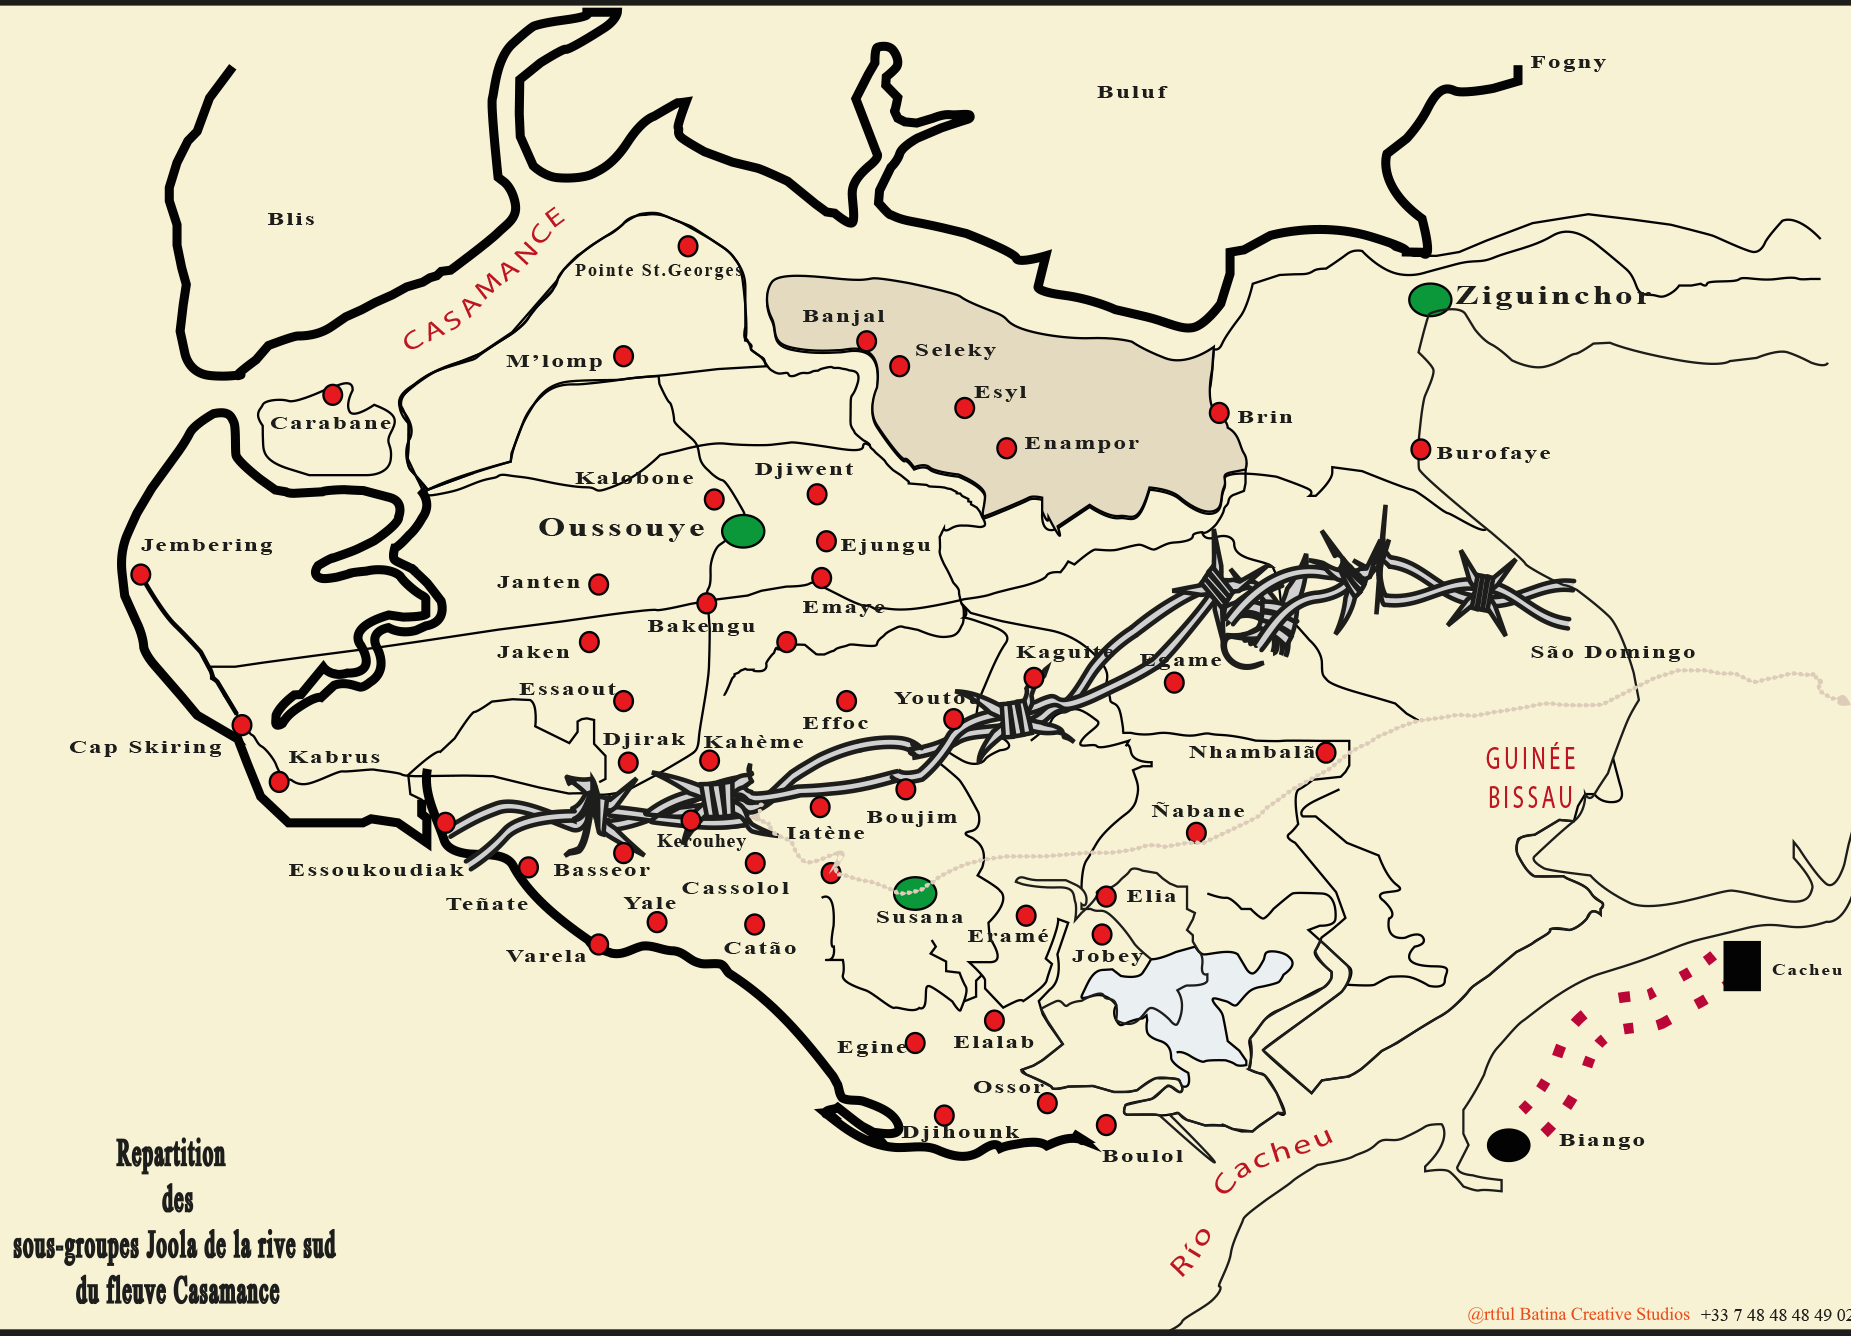 Fogny
Buluf
Blis
CASAMANCE
Pointe St.Georges
Ziguinchor
Banjal
Seleky
M’lomp
Esyl
Carabane
Brin
Enampor
Burofaye
Djiwent
Kalobone
Oussouye
Ejungu
Jembering
Janten
Emaye
Bakengu
Jaken
Kaguite
Egame
São Domingo
Essaout
Youtou
Effoc
Djirak
Kahème
Cap Skiring
Kabrus
Nhambalã
GUINÉE
BISSAU
Ñabane
Boujim
Iatène
Kerouhey
Essoukoudiak
Basseor
Cassolol
Elia
Teñate
Yale
Susana
Eramé
Catão
Varela
Jobey
Cacheu
Egine
Elalab
Ossor
Djihounk
Boulol
Biango
Río Cacheu
Repartition
des
sous-groupes Joola de la rive sud
du fleuve Casamance
@rtful Batina Creative Studios +33 7 48 48 48 49 02